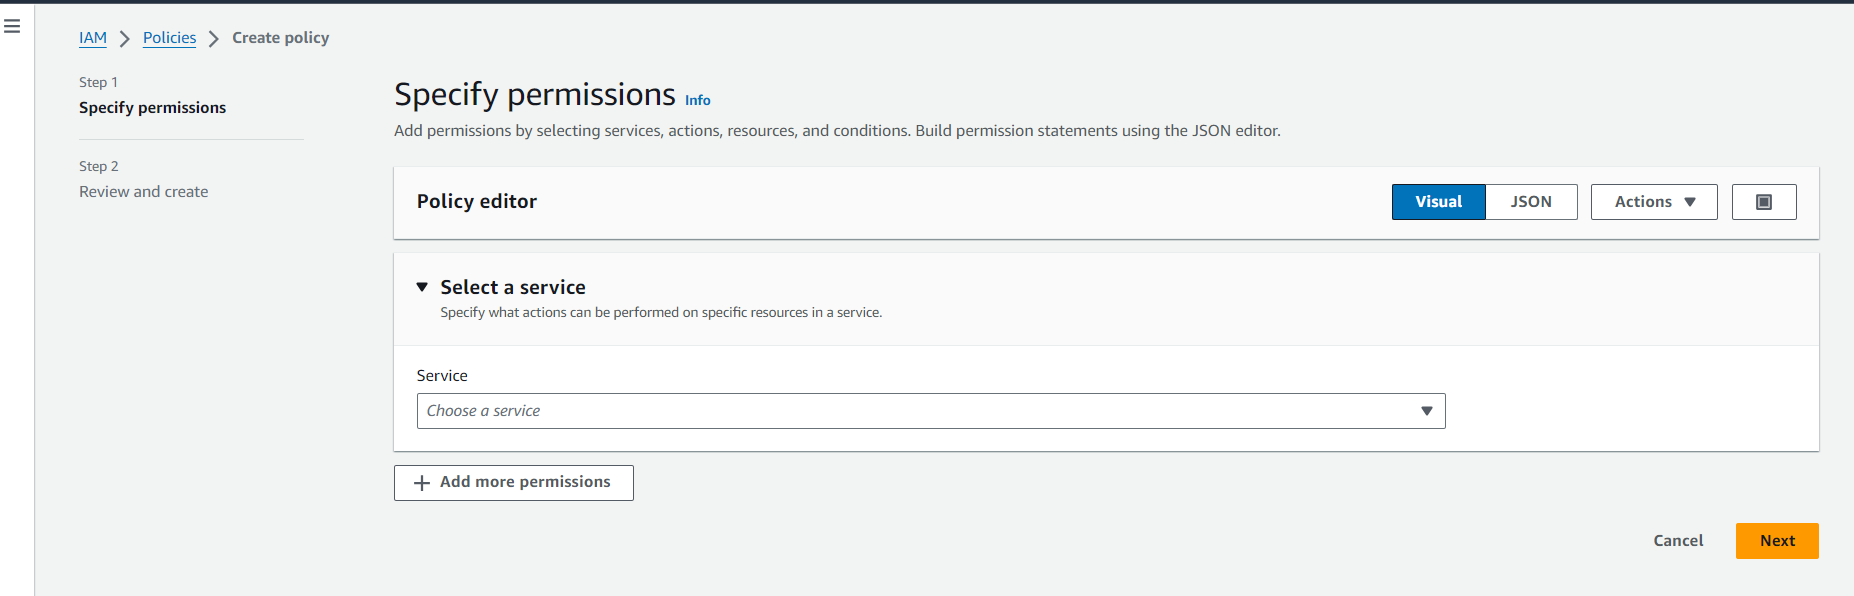 IAM > Policies > Create policy
Step 1
Specify permissions
Step 2
Review and create
Specify permissions Info
Add permissions by selecting services, actions, resources, and conditions. Build permission statements using the JSON editor.
Policy editor
Visual JSON Actions
Select a service
Specify what actions can be performed on specific resources in a service.
Service
Choose a service
Add more permissions
Cancel Next